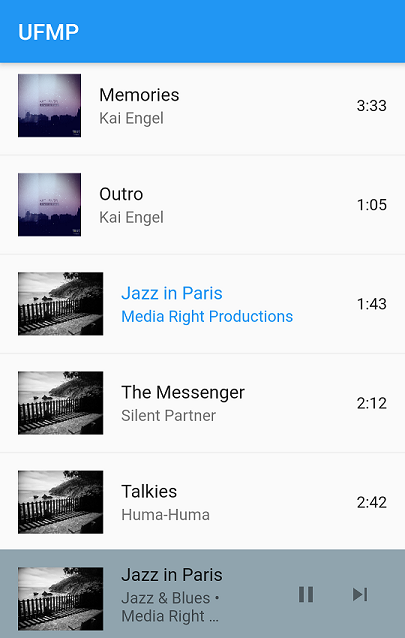 UFMP
Memories
Kai Engel
3:33
Outro
Kai Engel
1:05
Jazz in Paris
Media Right Productions
1:43
The Messenger
Silent Partner
2:12
Talkies
Huma-Huma
2:42
Jazz in Paris
Jazz & Blues •
Media Right ...